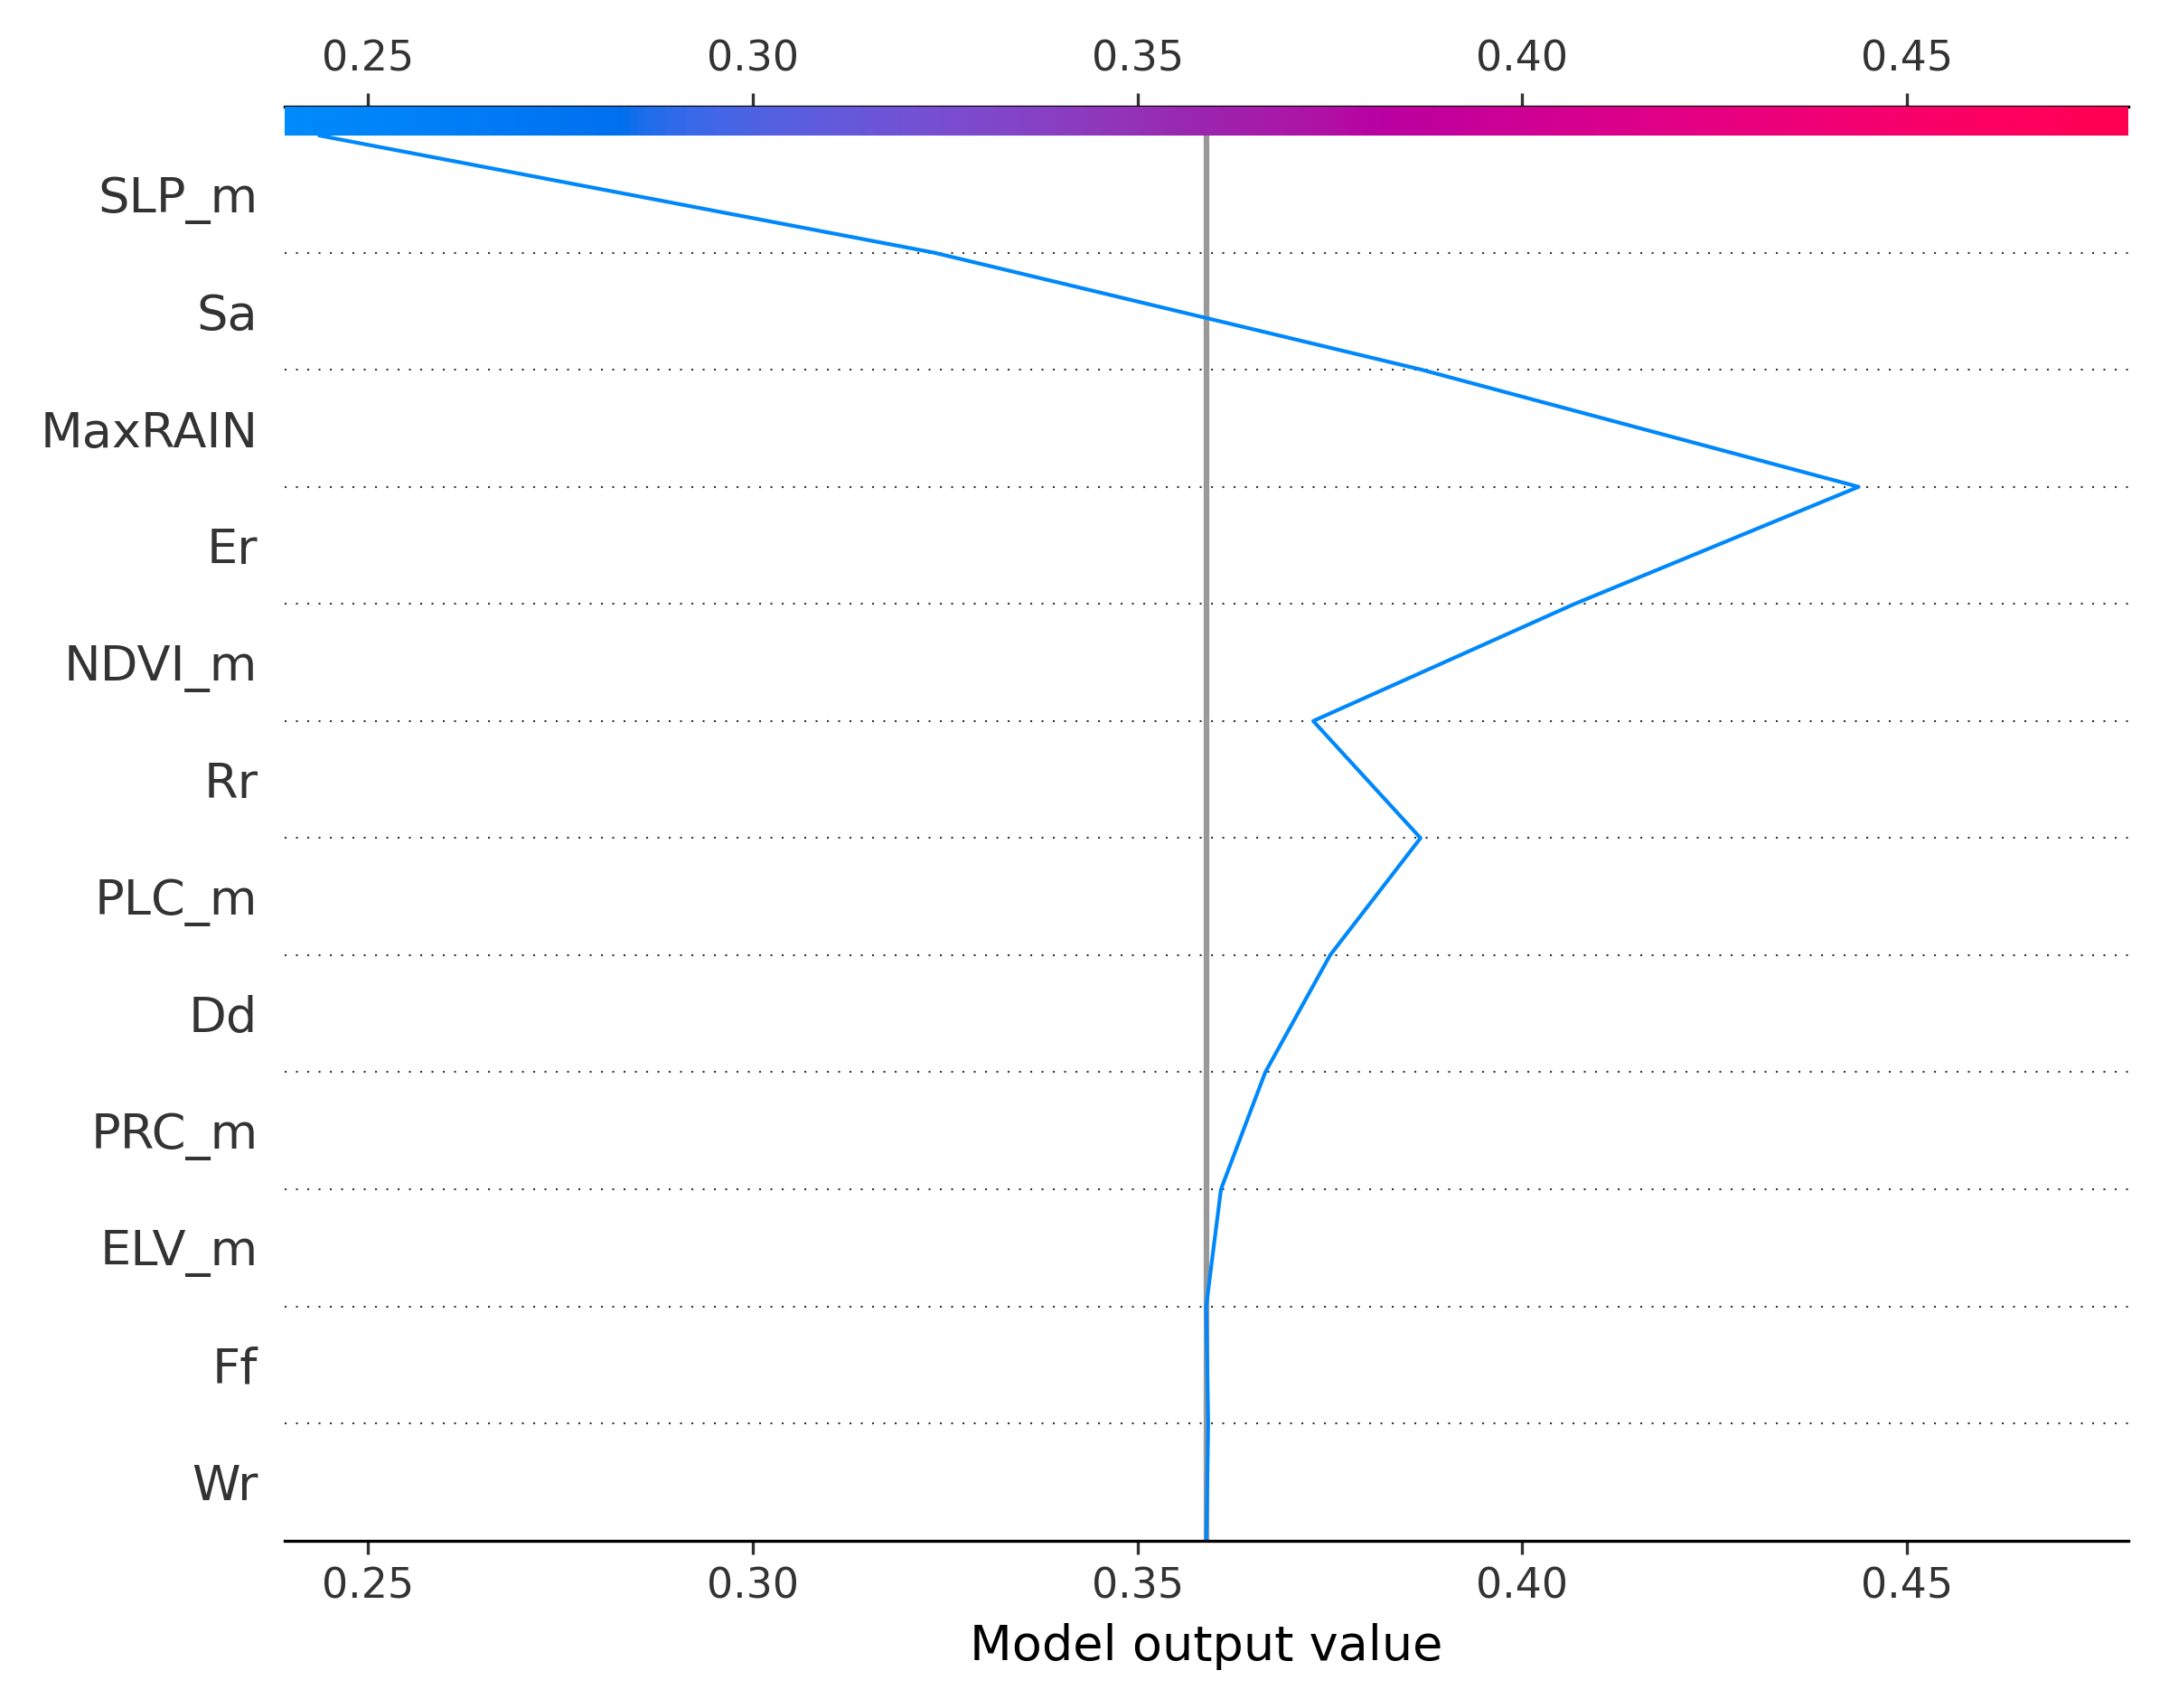 0.25 0.30 0.35 0.40 0.45
SLP_m
Sa
MaxRAIN
Er
NDVI_m
Rr
PLC_m
Dd
PRC_m
ELV_m
Ff
Wr
0.25 0.30 0.35 0.40 0.45
Model output value